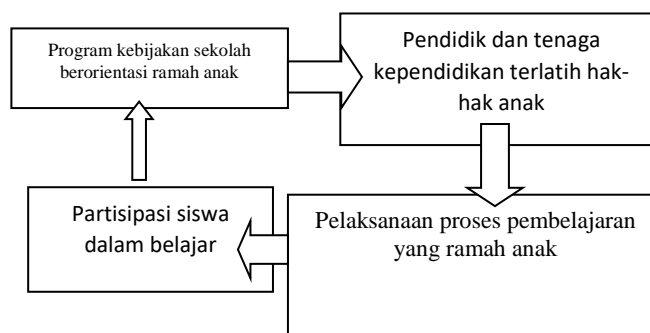 Program kebijakan sekolah
berorientasi ramah anak
Pendidik dan tenaga
kependidikan terlatih hak-
hak anak
Pelaksanaan proses pembelajaran
yang ramah anak
Partisipasi siswa
dalam belajar